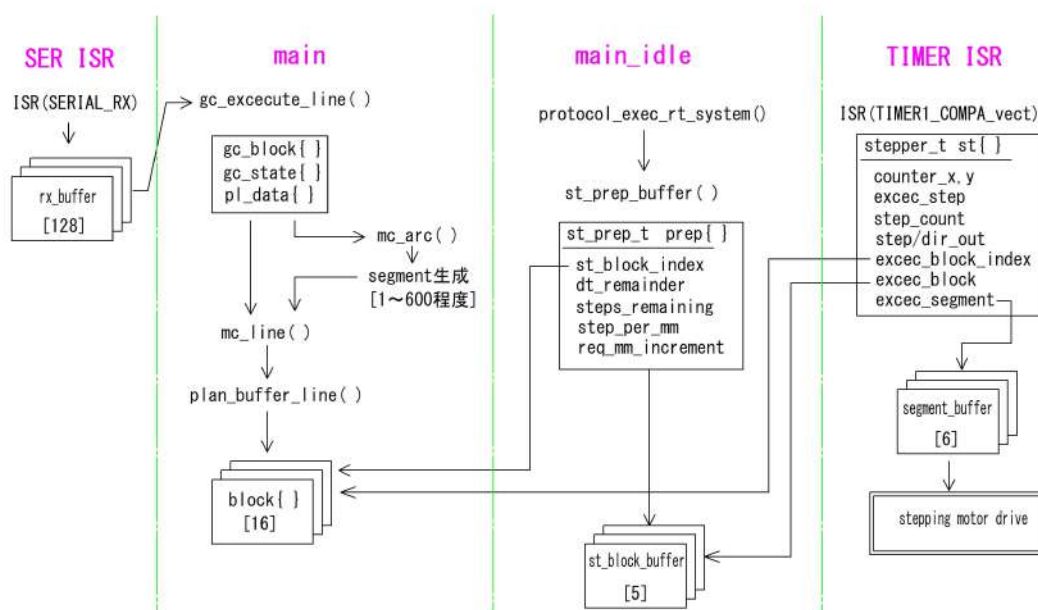 SER ISR
ISR(SERIAL_RX)
rx_buffer
[128]
main
gc_excecute_line( )
gc_block{ }
gc_state{ }
pl_data{ }
mc_arc( )
segment生成
[1～600程度]
mc_line( )
plan_buffer_line( )
block{ }
[16]
main_idle
protocol_exec_rt_system()
st_prep_buffer( )
st_prep_t prep{ }
st_block_index
dt_remainder
steps_remaining
step_per_mm
req_mm_increment
st_block_buffer
[5]
TIMER ISR
ISR(TIMER1_COMPA_vect)
stepper_t st{ }
counter_x, y
excec_step
step_count
step/dir_out
excec_block_index
excec_block
excec_segment
segment_buffer
[6]
stepping motor drive